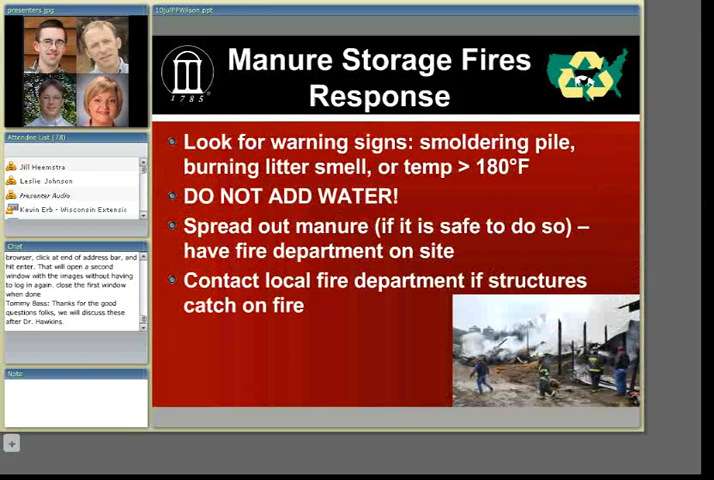 presenters.jpg
10julPFWilson.ppt
Manure Storage Fires
Response
1785
Look for warning signs: smoldering pile,
burning litter smell, or temp > 180°F
DO NOT ADD WATER!
Spread out manure (if it is safe to do so) –
have fire department on site
Contact local fire department if structures
catch on fire
Attendee List (78)
Jill Heemstra
Leslie Johnson
Presenter Audio
Kevin Erb - Wisconsin Extensic
Chat
browser, click at end of address bar, and
hit enter. That will open a second
window with the images without having
to log in again. close the first window
when done
Tommy Bass: Thanks for the good
questions folks, we will discuss these
after Dr. Hawkins.
Note